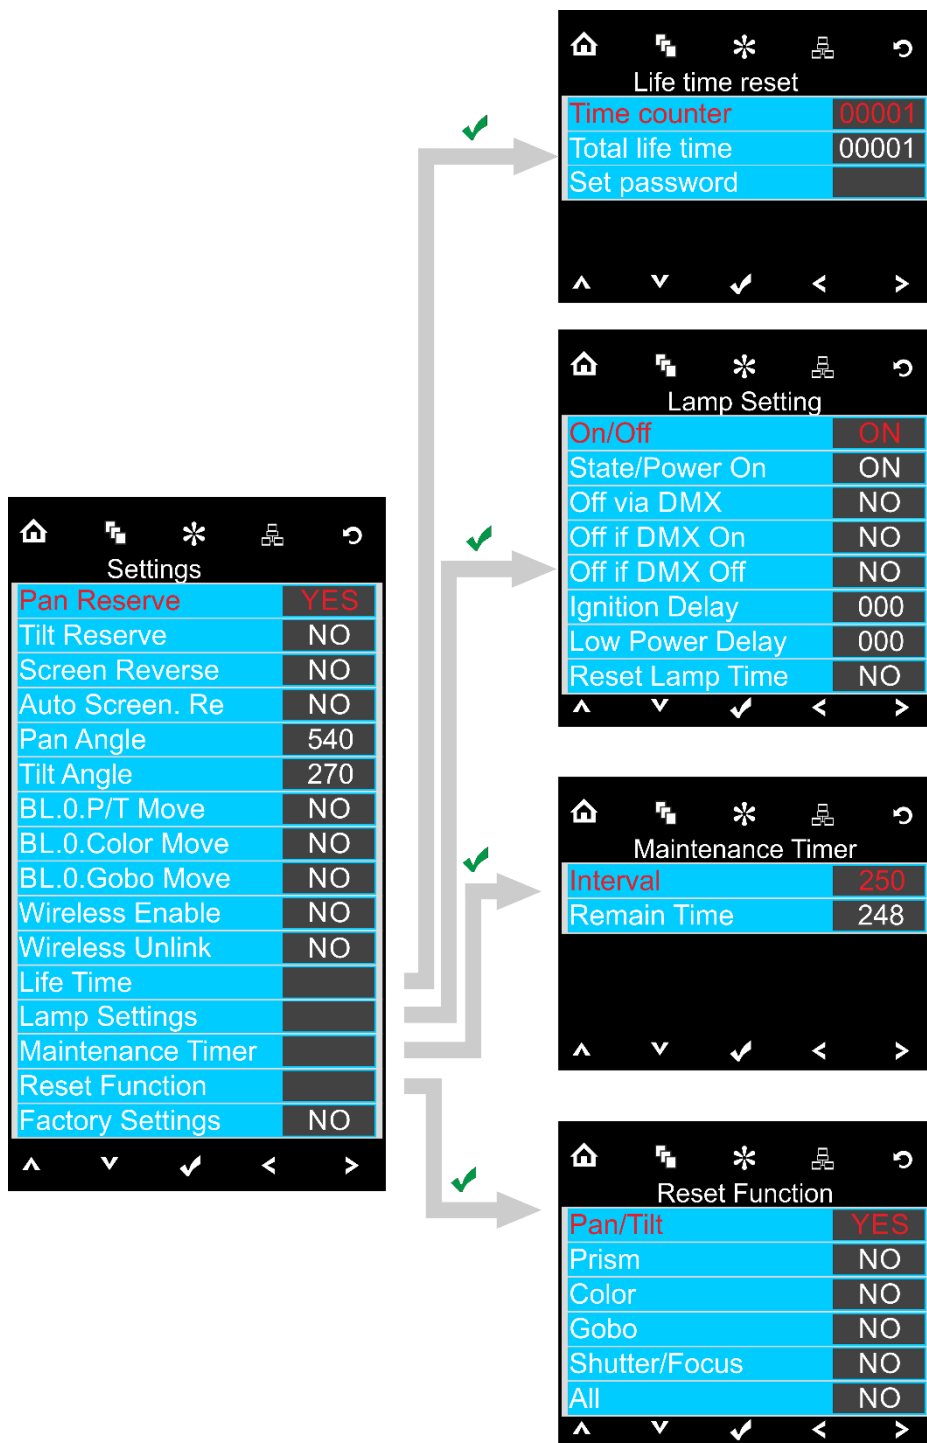 Life time reset
Time counter 00001
Total life time 00001
Set password
Lamp Setting
On/Off ON
State/Power On ON
Off via DMX NO
Off if DMX On NO
Off if DMX Off NO
Ignition Delay 000
Low Power Delay 000
Reset Lamp Time NO
Settings
Pan Reserve YES
Tilt Reserve NO
Screen Reverse NO
Auto Screen. Re NO
Pan Angle 540
Tilt Angle 270
BL.0.P/T Move NO
BL.0.Color Move NO
BL.0.Gobo Move NO
Wireless Enable NO
Wireless Unlink NO
Life Time
Lamp Settings
Maintenance Timer
Reset Function
Factory Settings NO
Maintenance Timer
Interval 250
Remain Time 248
Reset Function
Pan/Tilt YES
Prism NO
Color NO
Gobo NO
Shutter/Focus NO
All NO